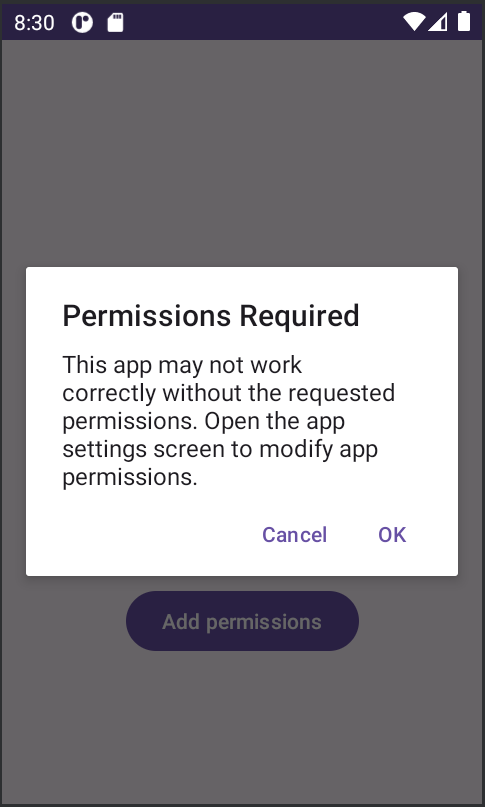 8:30
Permissions Required
This app may not work
correctly without the requested
permissions. Open the app
settings screen to modify app
permissions.
Cancel OK
Add permissions